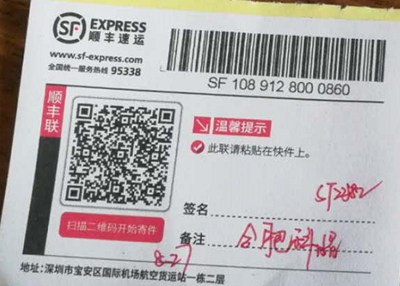 SF EXPRESS
顺丰速运
www.sf-express.com
全国统一服务热线 95338
SF 108 912 800 0860
顺丰联
温馨提示
此联请粘贴在快件上。
签名
备注 合肥
8-27
扫描二维码开始寄件
地址:深圳市宝安区国际机场航空货运站一栋二层